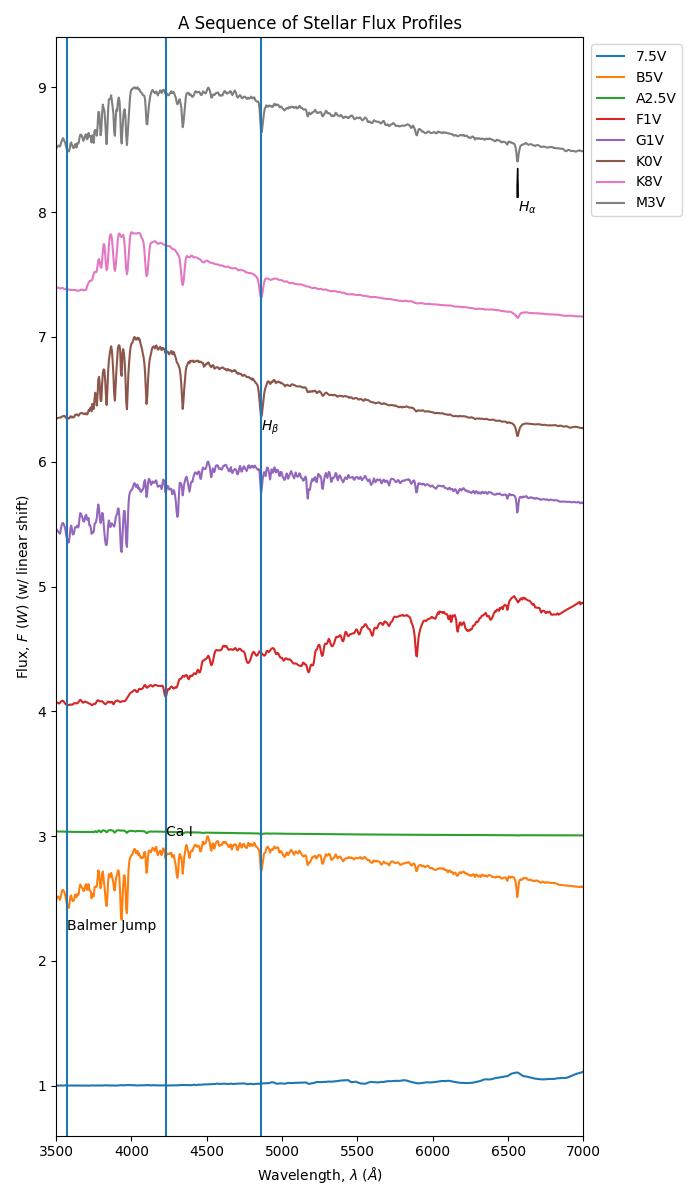 A Sequence of Stellar Flux Profiles
Flux, F (W) (w/ linear shift)
9
8
7
6
5
4
3
2
1
H_α
H_β
Ca I
Balmer Jump
3500 4000 4500 5000 5500 6000 6500 7000
Wavelength, λ (Å)
7.5V
B5V
A2.5V
F1V
G1V
K0V
K8V
M3V